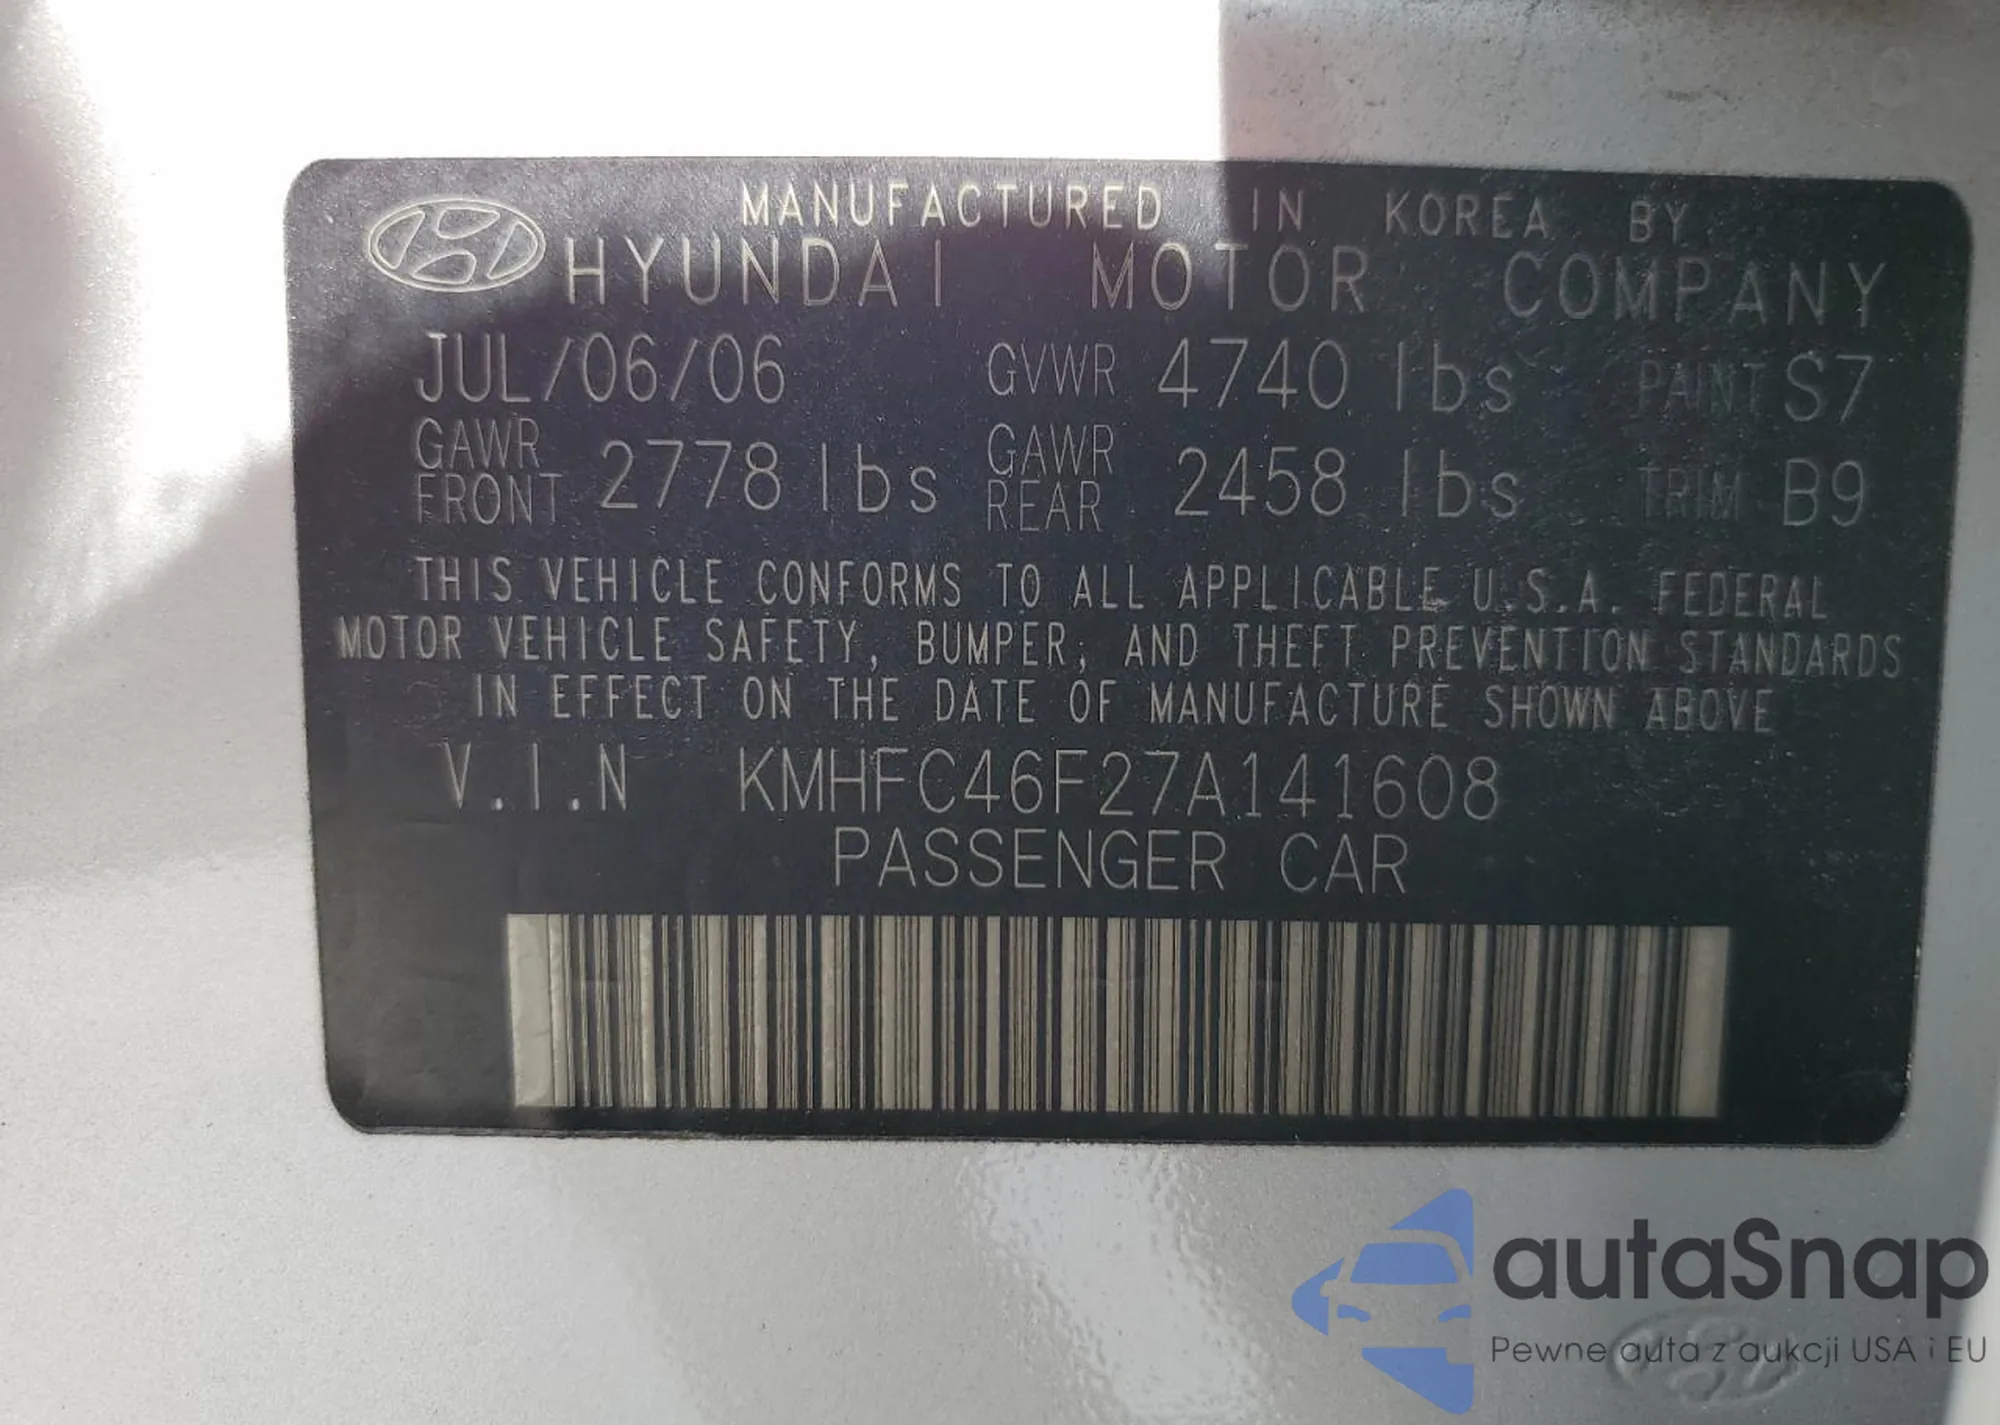 MANUFACTURED IN KOREA BY
HYUNDAI MOTOR COMPANY
JUL/06/06 GVWR 4740 lbs PAINT S7
GAWR FRONT 2778 lbs GAWR REAR 2458 lbs TRIM B9
THIS VEHICLE CONFORMS TO ALL APPLICABLE U.S.A. FEDERAL
MOTOR VEHICLE SAFETY, BUMPER, AND THEFT PREVENTION STANDARDS
IN EFFECT ON THE DATE OF MANUFACTURE SHOWN ABOVE
V.I.N KMHFC46F27A141608
PASSENGER CAR
autaSnap
Pewne auta z aukcji USA i EU